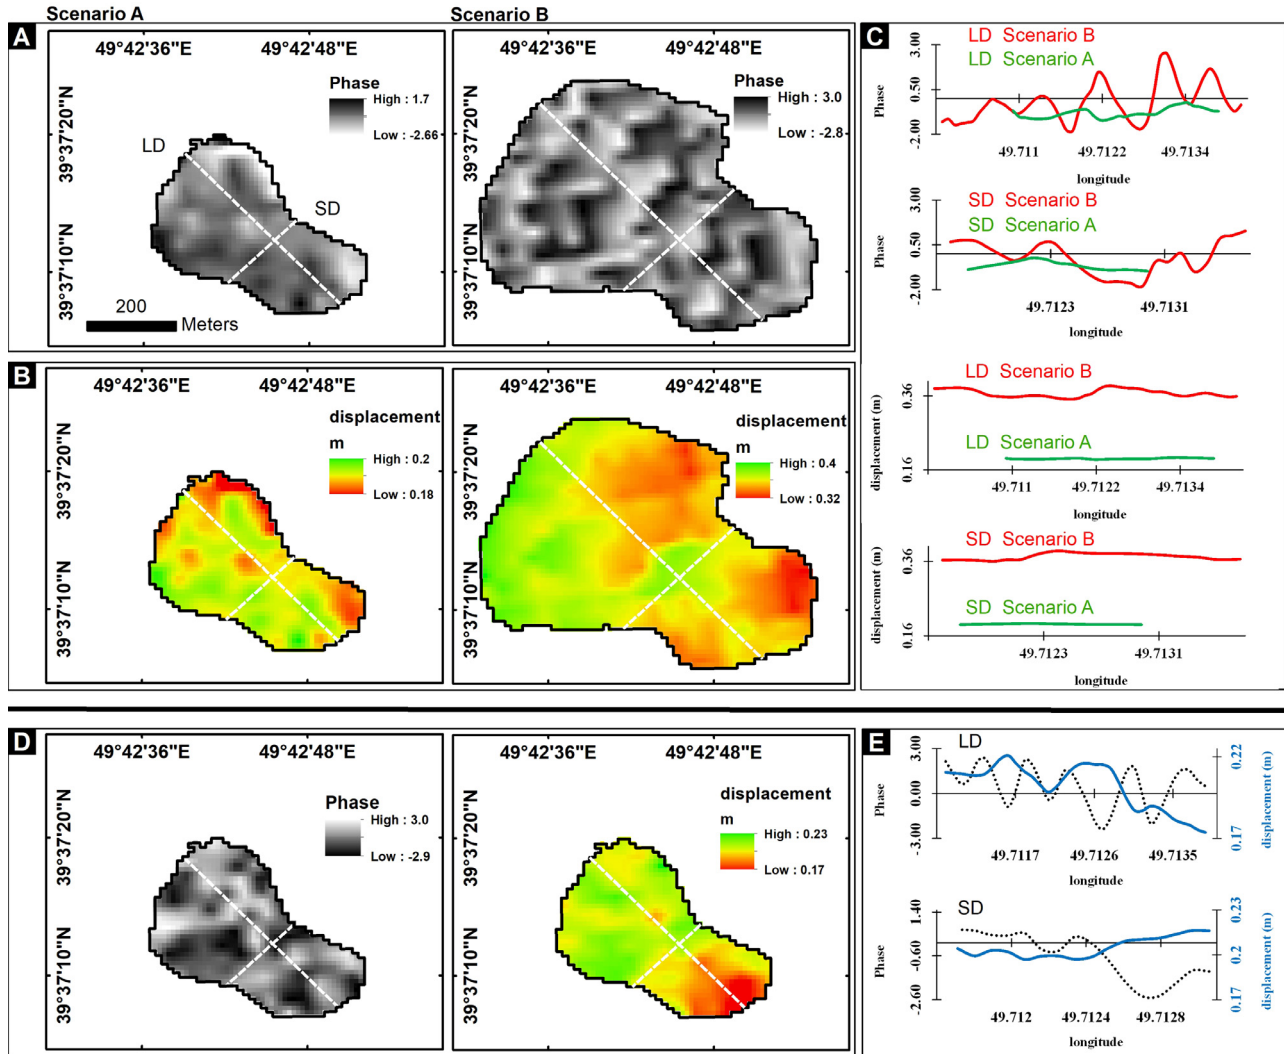 Scenario A
Scenario B
A
49°42'36"E
49°42'48"E
39°37'20"N
39°37'10"N
Phase
High : 1.7
Low : -2.66
LD
SD
200
Meters
49°42'36"E
49°42'48"E
39°37'20"N
39°37'10"N
Phase
High : 3.0
Low : -2.8
C
LD Scenario B
LD Scenario A
Phase
3.00
0.50
-2.00
49.711
49.7122
49.7134
longitude
SD Scenario B
SD Scenario A
Phase
3.00
0.50
-2.00
49.7123
49.7131
longitude
LD Scenario B
LD Scenario A
displacement (m)
0.36
0.16
49.711
49.7122
49.7134
longitude
SD Scenario B
SD Scenario A
displacement (m)
0.36
0.16
49.7123
49.7131
longitude
B
49°42'36"E
49°42'48"E
39°37'20"N
39°37'10"N
displacement
m
High : 0.2
Low : 0.18
49°42'36"E
49°42'48"E
39°37'20"N
39°37'10"N
displacement
m
High : 0.4
Low : 0.32
D
49°42'36"E
49°42'48"E
39°37'20"N
39°37'10"N
Phase
High : 3.0
Low : -2.9
49°42'36"E
49°42'48"E
39°37'20"N
39°37'10"N
displacement
m
High : 0.23
Low : 0.17
E
LD
Phase
3.00
0.00
-3.00
0.22
0.17
displacement (m)
49.7117
49.7126
49.7135
longitude
SD
Phase
1.40
-0.60
-2.60
0.23
0.2
0.17
displacement (m)
49.712
49.7124
49.7128
longitude